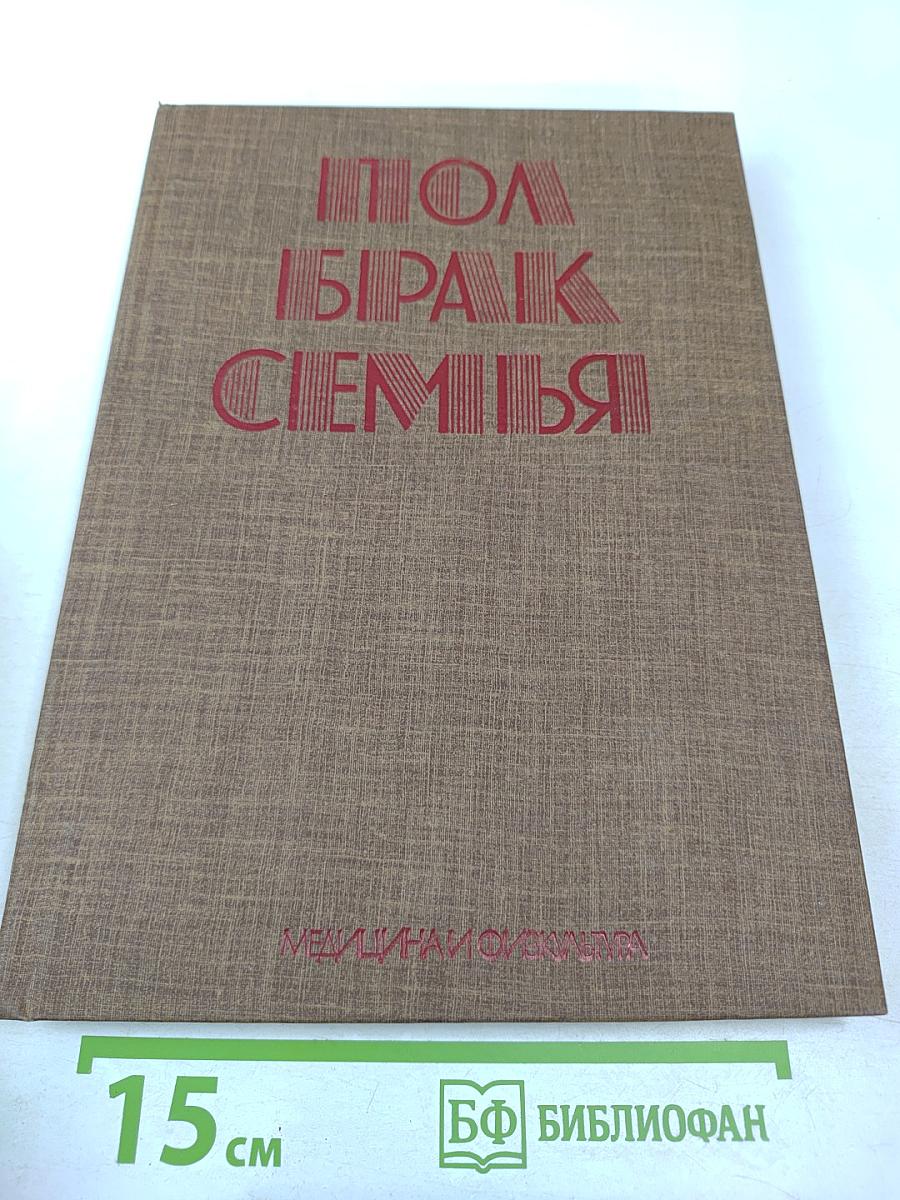 ПОЛ
БРАК
СЕМЬЯ
МЕДИЦИНА И ФИЗКУЛЬТУРА
15 см
БФ БИБЛИОФАН